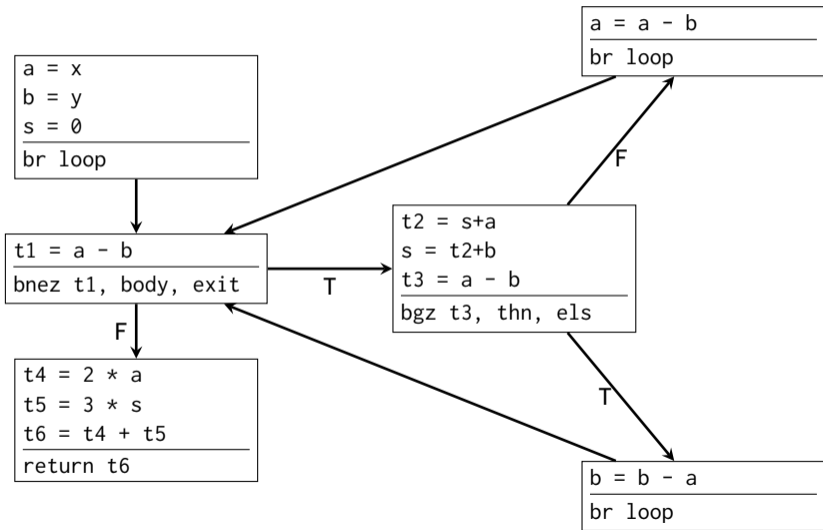 a = x
b = y
s = 0
br loop
t1 = a - b
bnez t1, body, exit
F
T
t4 = 2 * a
t5 = 3 * s
t6 = t4 + t5
return t6
t2 = s+a
s = t2+b
t3 = a - b
bgz t3, thn, els
F
T
a = a - b
br loop
b = b - a
br loop